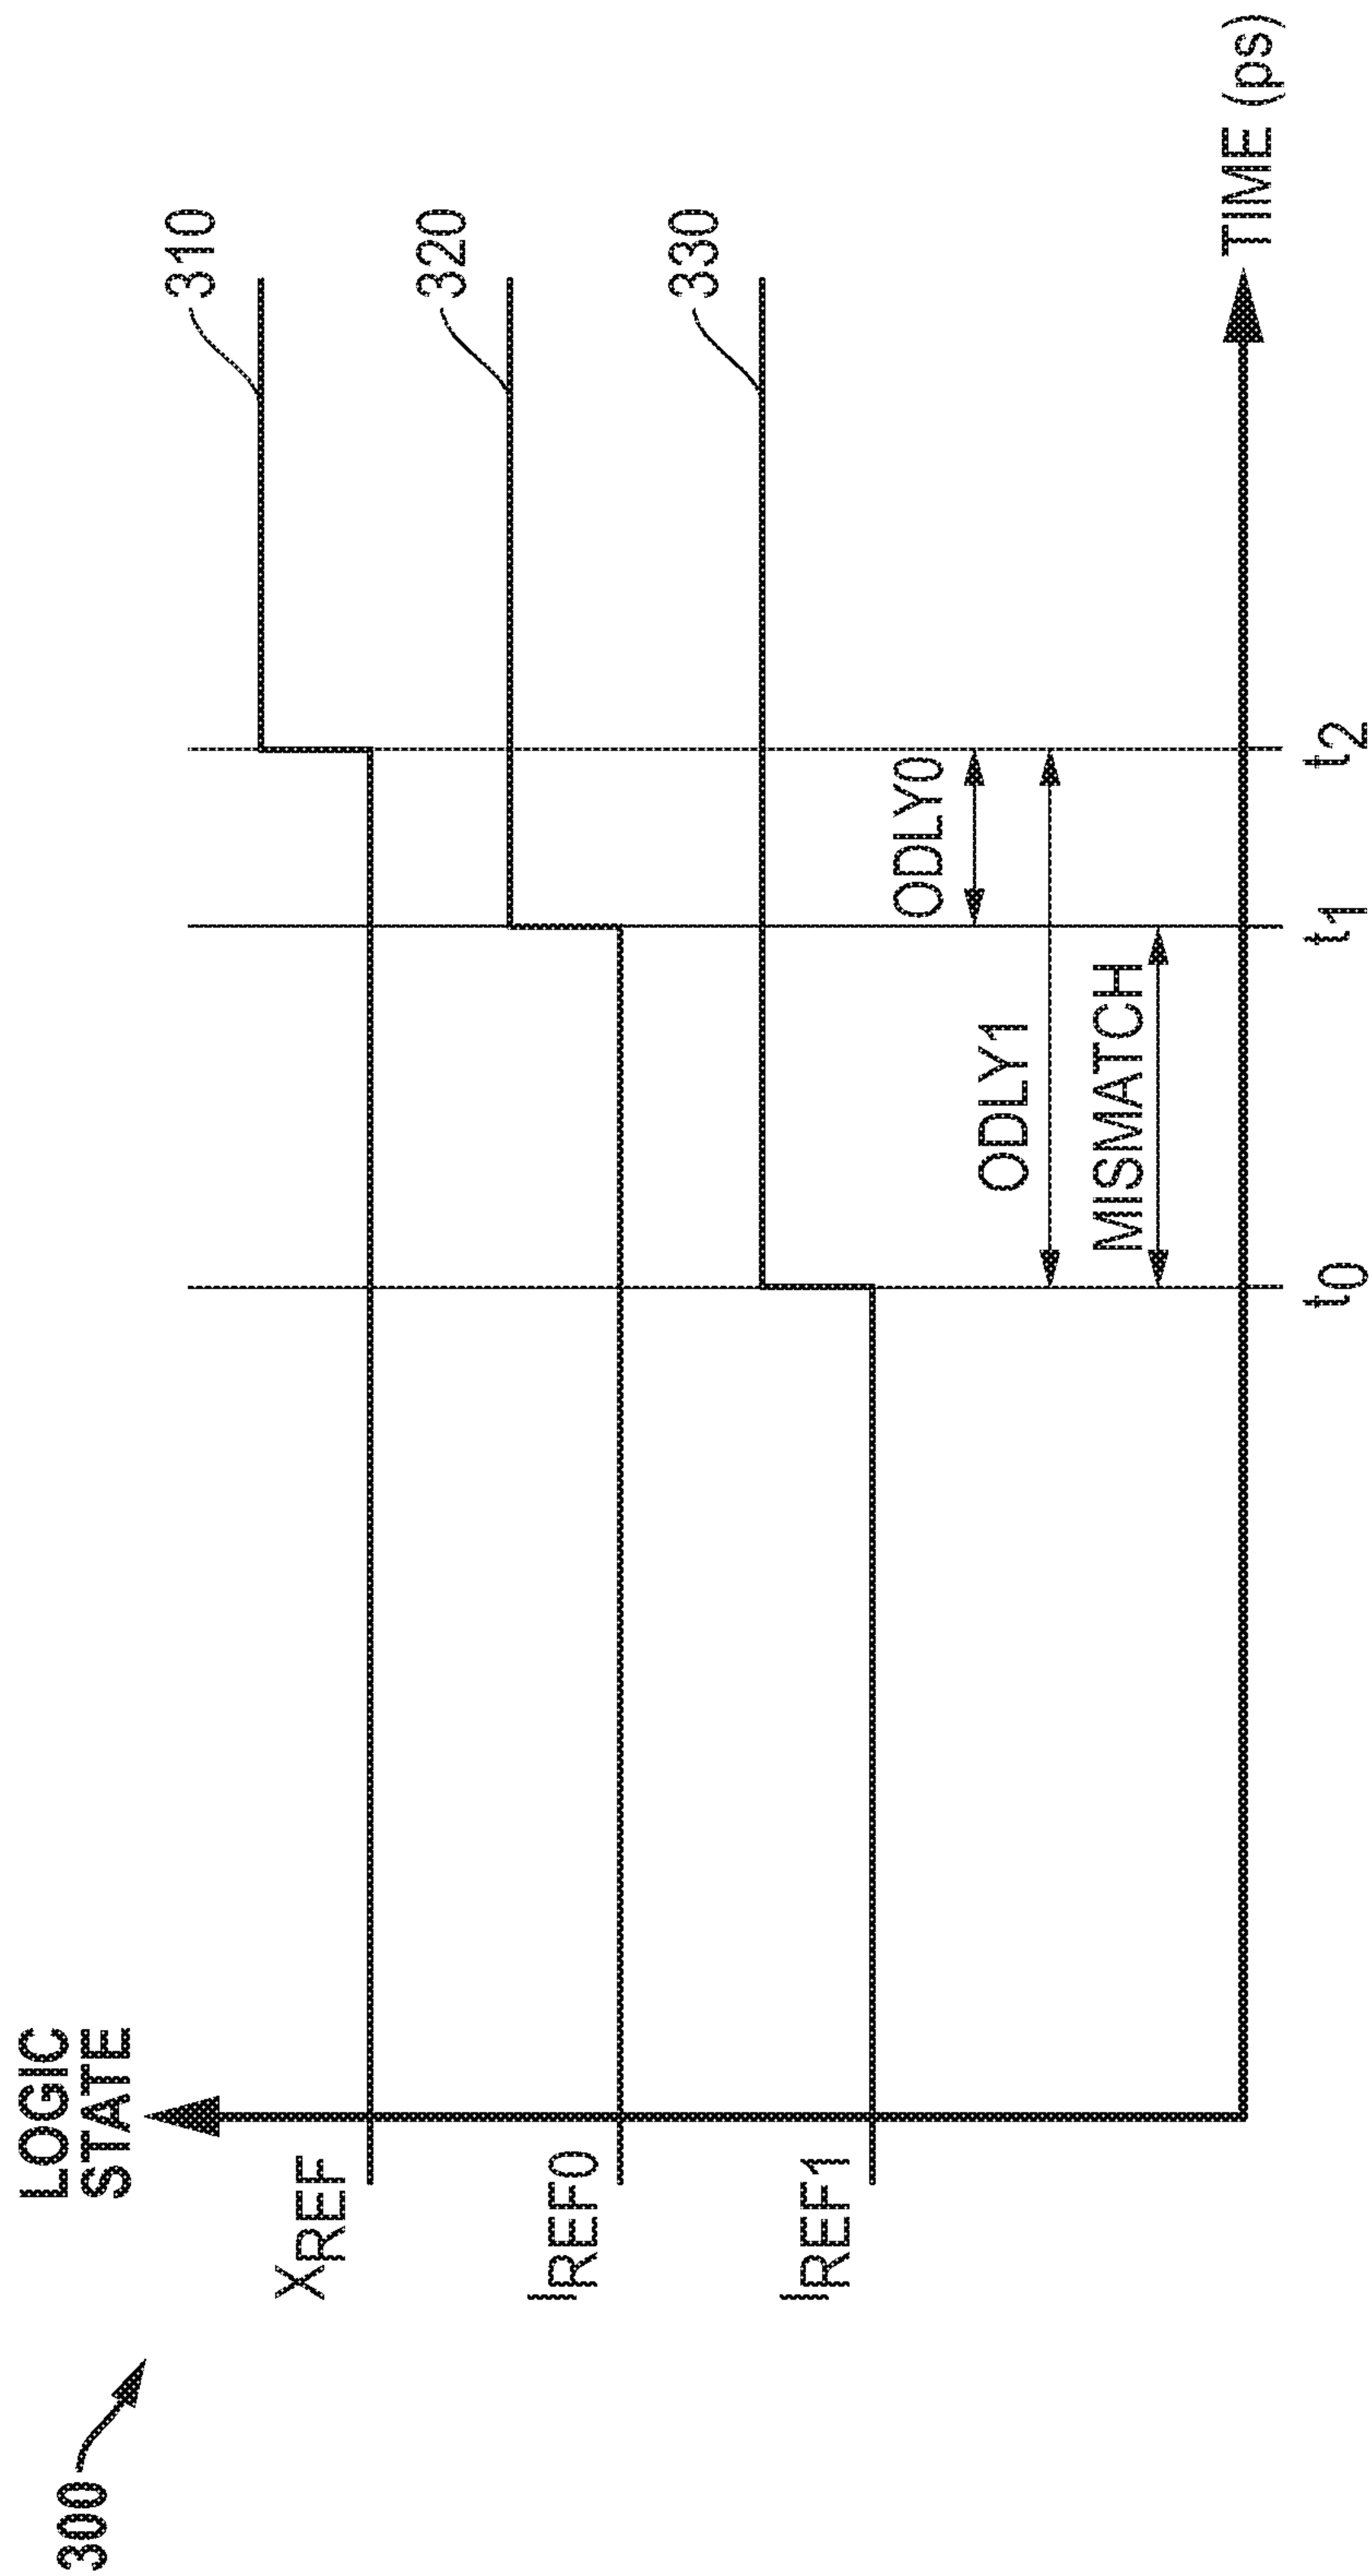 300
LOGIC
STATE
XREF
IREF0
IREF1
310
320
330
ODLY0
ODLY1
MISMATCH
t0
t1
t2
TIME (ps)